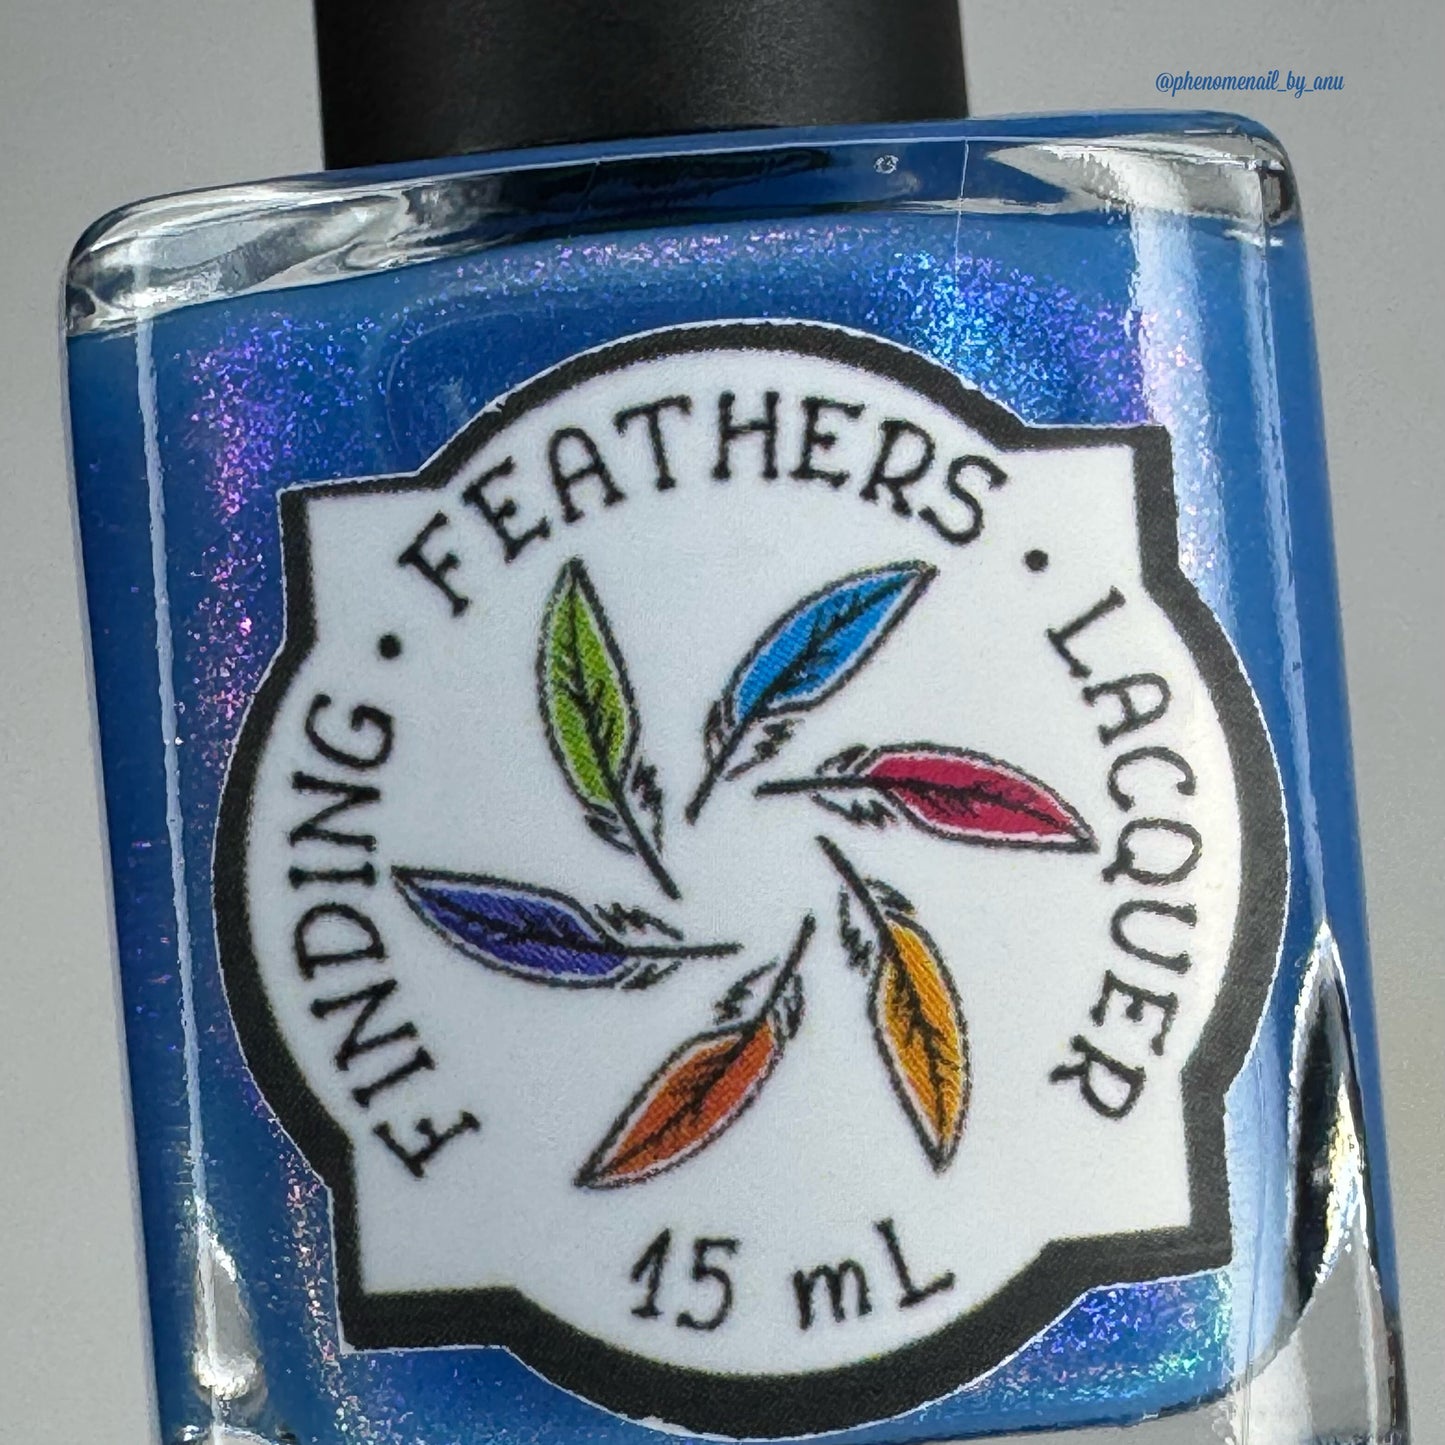 @phenomenail_by_anu
FINDING · FEATHERS · LACQUER
15 mL